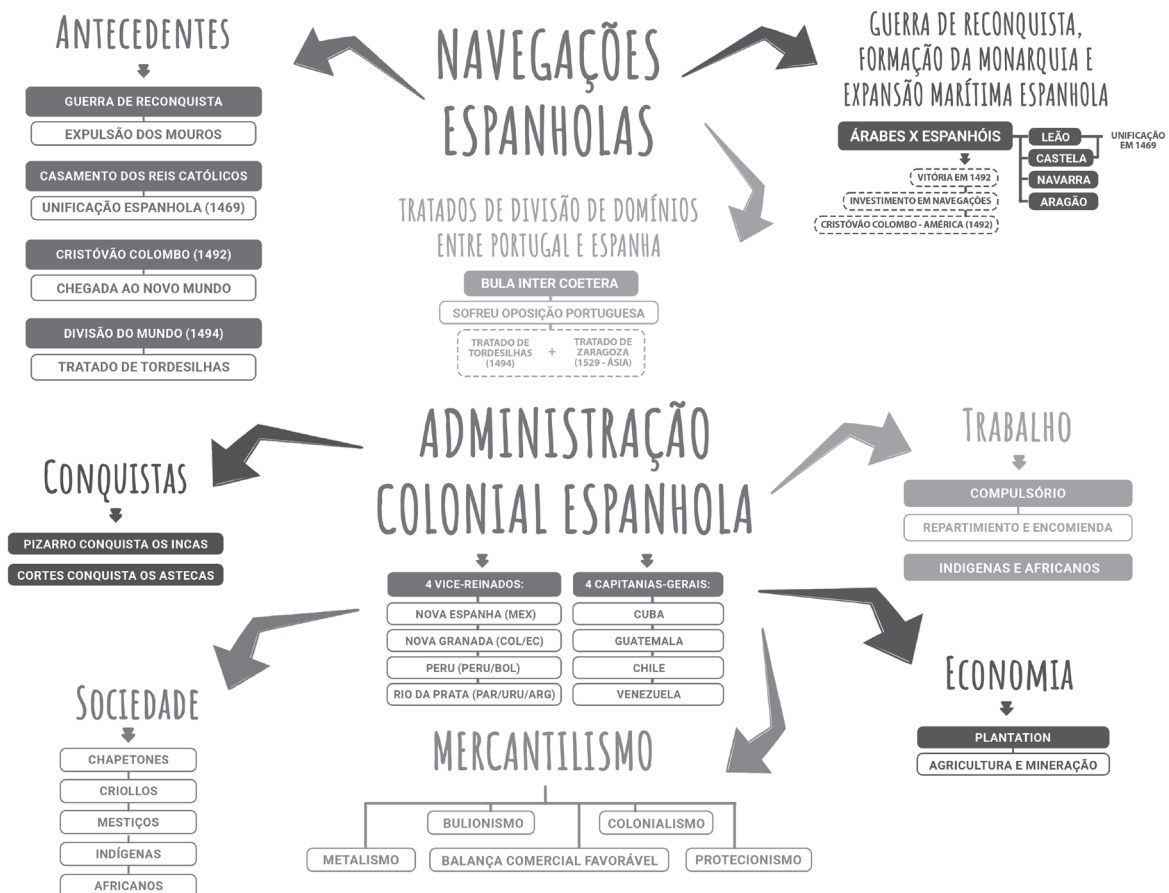 ANTECEDENTES
GUERRA DE RECONQUISTA
EXPULSÃO DOS MOUROS
CASAMENTO DOS REIS CATÓLICOS
UNIFICAÇÃO ESPANHOLA (1469)
CRISTÓVÃO COLOMBO (1492)
CHEGADA AO NOVO MUNDO
DIVISÃO DO MUNDO (1494)
TRATADO DE TORDESILHAS
NAVEGAÇÕES
ESPANHOLAS
TRATADOS DE DIVISÃO DE DOMÍNIOS
ENTRE PORTUGAL E ESPANHA
BULA INTER COETERA
SOFREU OPOSIÇÃO PORTUGUESA
TRATADO DE
TORDESILHAS
(1494)
+
TRATADO DE
ZARAGOZA
(1529 - ÁSIA)
GUERRA DE RECONQUISTA,
FORMAÇÃO DA MONARQUIA E
EXPANSÃO MARÍTIMA ESPANHOLA
ÁRABES X ESPANHÓIS
VITÓRIA EM 1492
INVESTIMENTO EM NAVEGAÇÕES
CRISTÓVÃO COLOMBO - AMÉRICA (1492)
LEÃO
CASTELA
NAVARRA
ARAGÃO
UNIFICAÇÃO
EM 1469
ADMINISTRAÇÃO
COLONIAL ESPANHOLA
4 VICE-REINADOS:
NOVA ESPANHA (MEX)
NOVA GRANADA (COL/EC)
PERU (PERU/BOL)
RIO DA PRATA (PAR/URU/ARG)
4 CAPITANIAS-GERAIS:
CUBA
GUATEMALA
CHILE
VENEZUELA
CONQUISTAS
PIZARRO CONQUISTA OS INCAS
CORTES CONQUISTA OS ASTECAS
TRABALHO
COMPULSÓRIO
REPARTIMIENTO E ENCOMIENDA
INDIGENAS E AFRICANOS
SOCIEDADE
CHAPETONES
CRIOLLOS
MESTIÇOS
INDÍGENAS
AFRICANOS
MERCANTILISMO
BULIONISMO
COLONIALISMO
METALISMO
BALANÇA COMERCIAL FAVORÁVEL
PROTECIONISMO
ECONOMIA
PLANTATION
AGRICULTURA E MINERAÇÃO